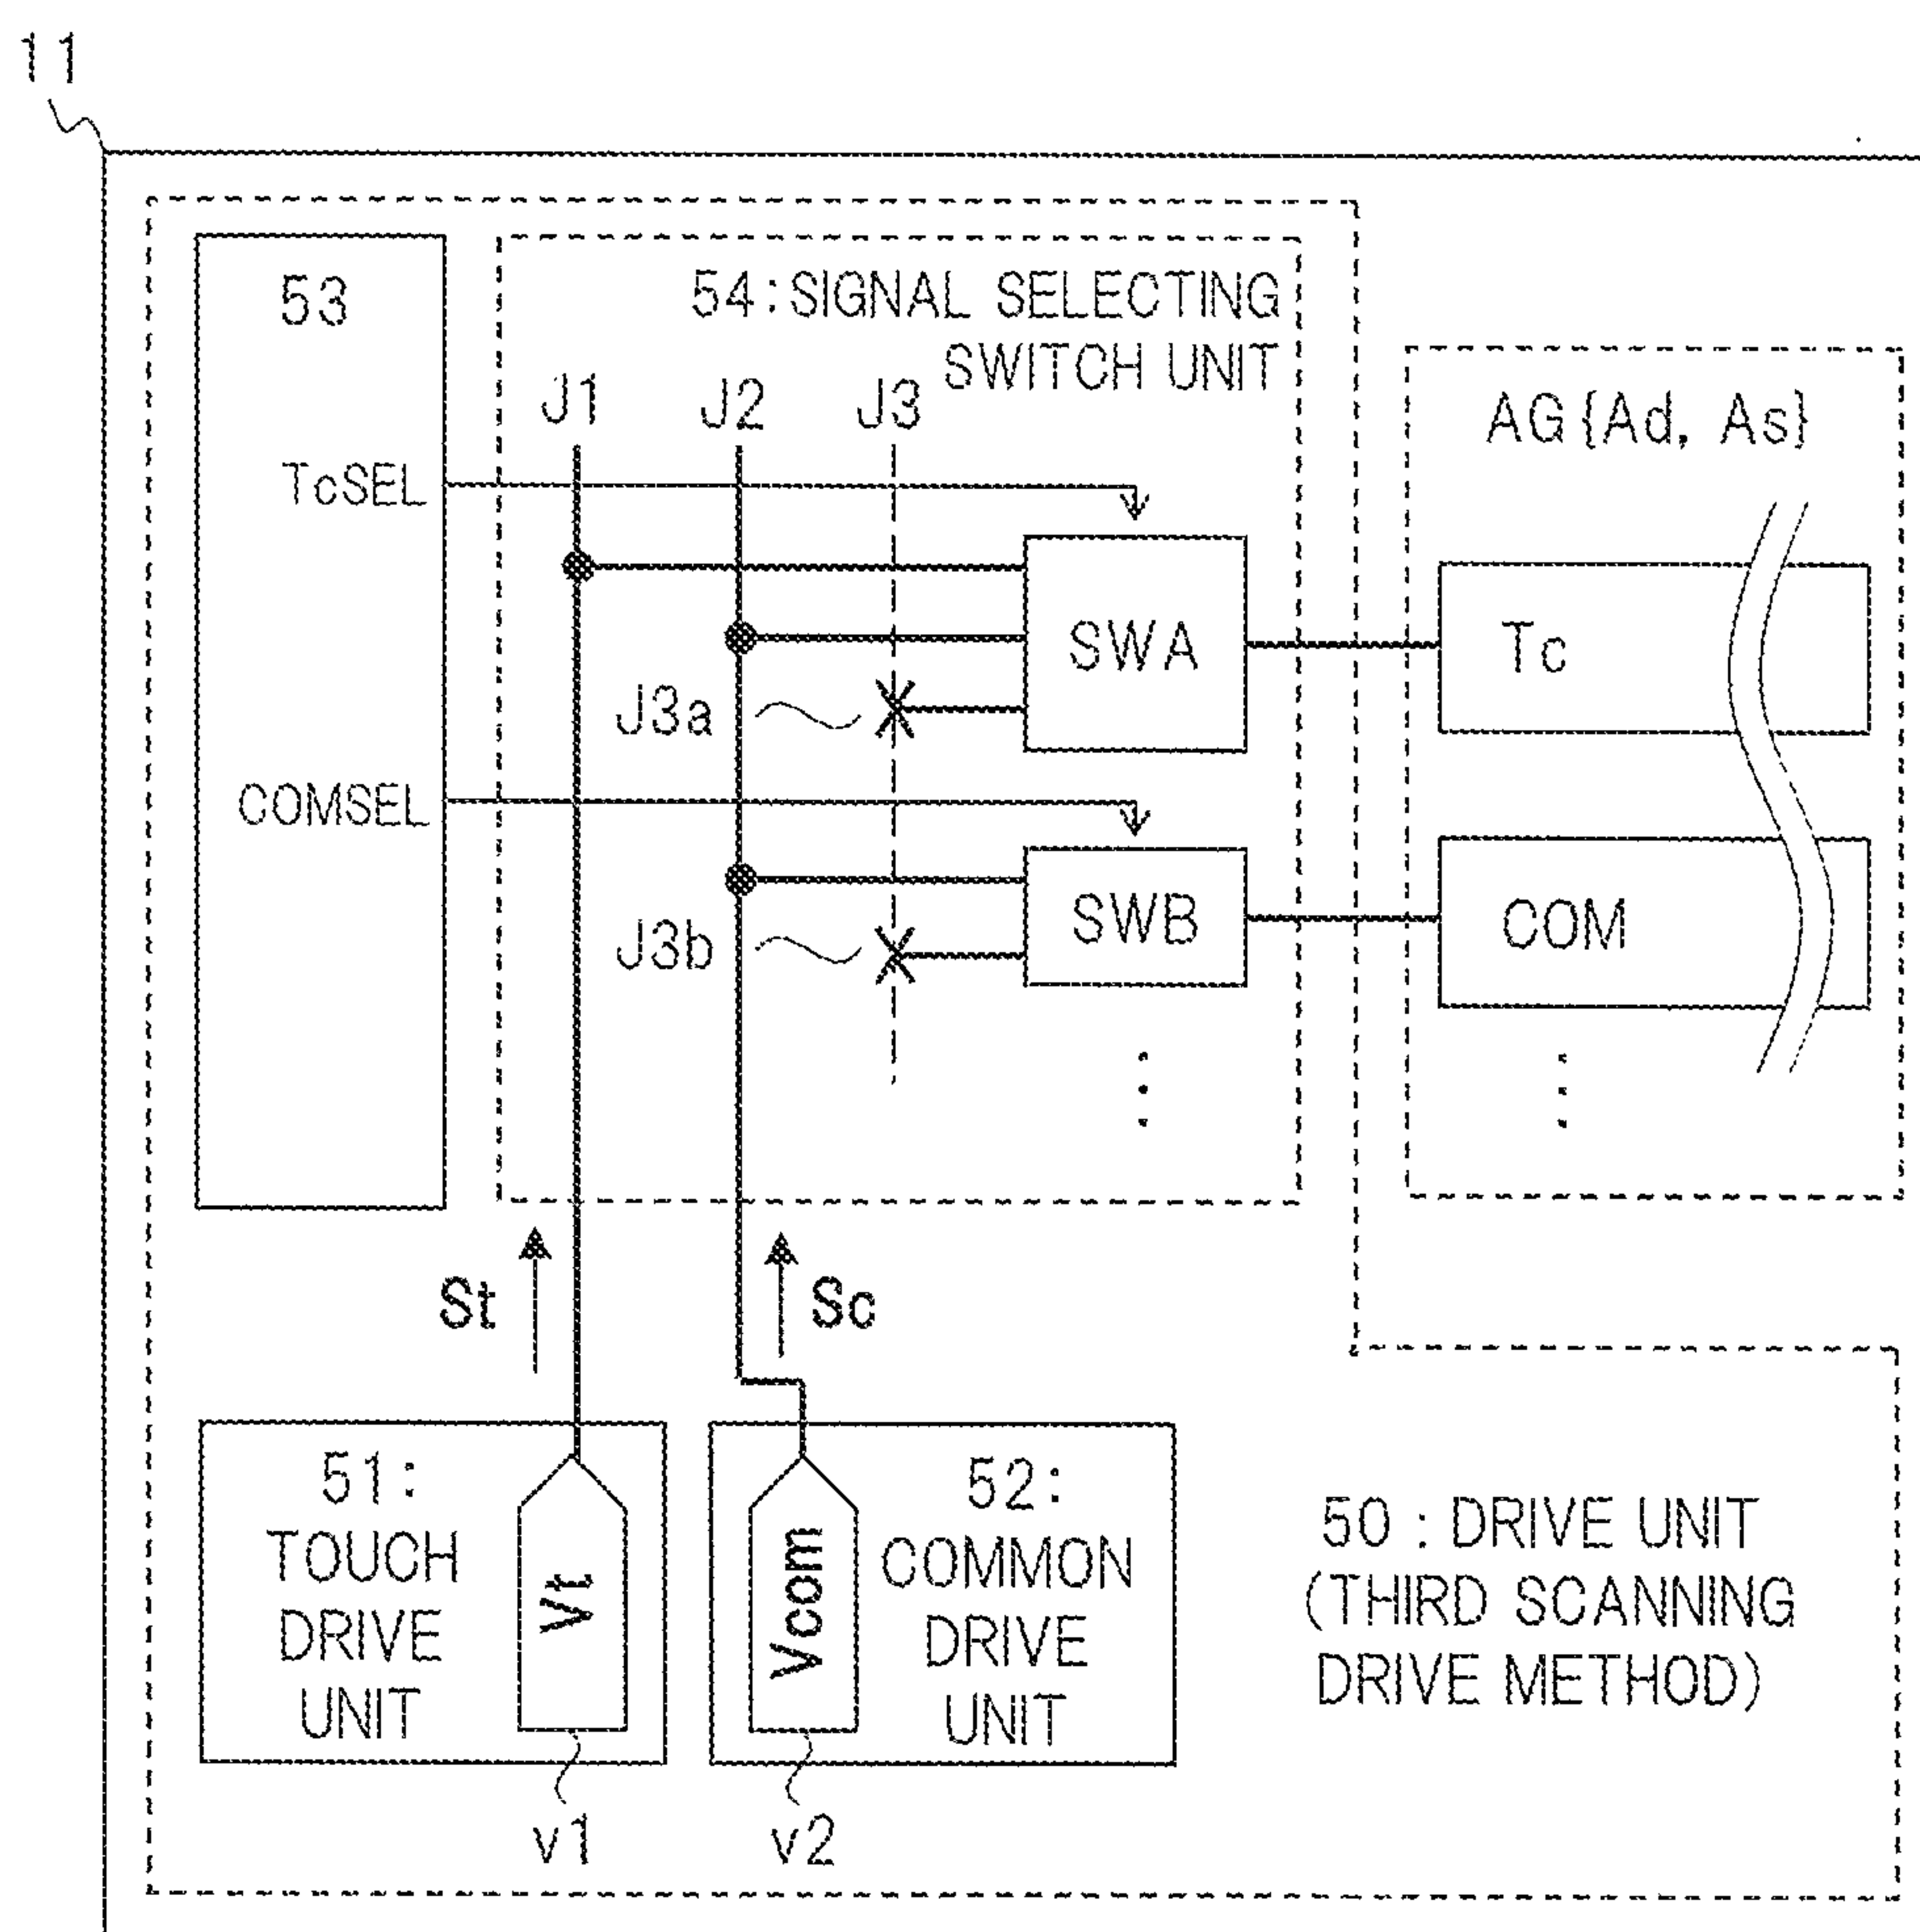 11
53
54:SIGNAL SELECTING
SWITCH UNIT
J1
J2
J3
AG{Ad, As}
TcSEL
SWA
Tc
J3a
COMSEL
SWB
COM
J3b
St
Sc
51:
TOUCH
DRIVE
UNIT
Vt
Vcom
52:
COMMON
DRIVE
UNIT
50 : DRIVE UNIT
(THIRD SCANNING
DRIVE METHOD)
v1
v2